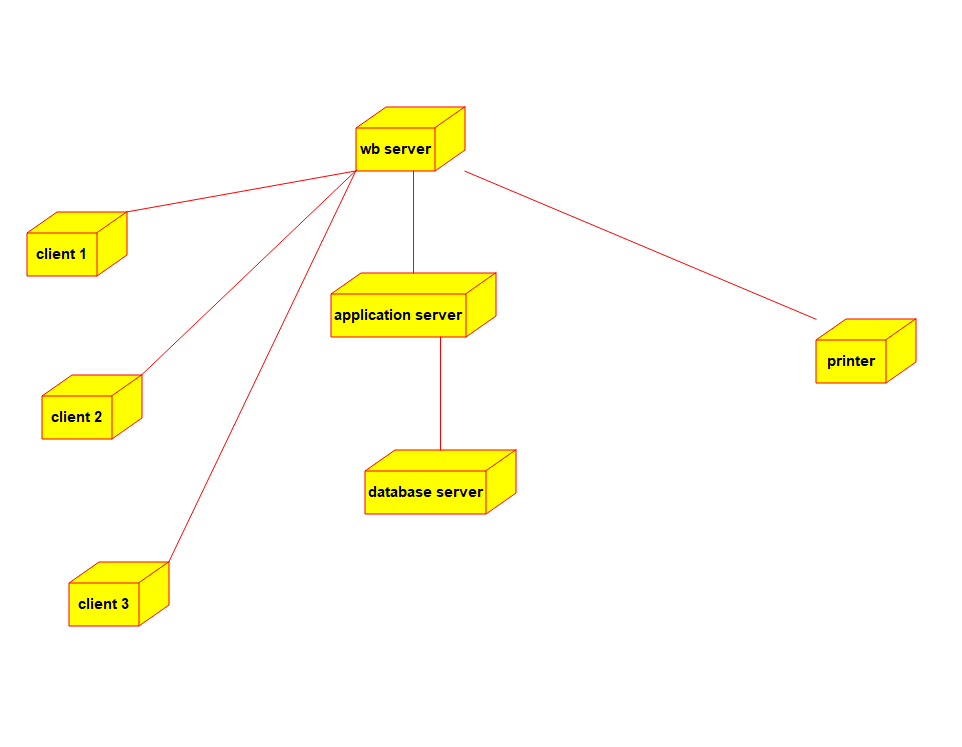 wb server
client 1
application server
printer
client 2
database server
client 3